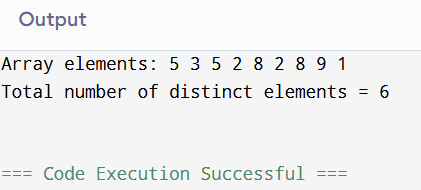 Output
Array elements: 5 3 5 2 8 2 8 9 1
Total number of distinct elements = 6
=== Code Execution Successful ===